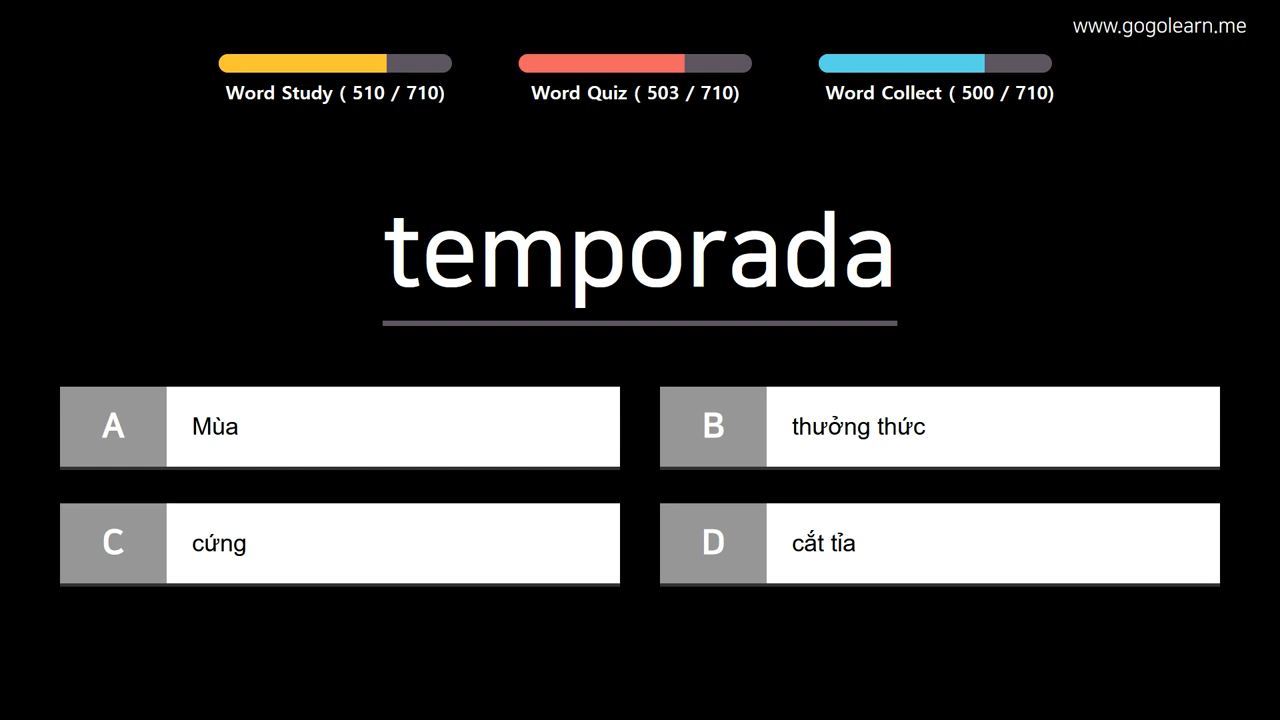 www.gogolearn.me
Word Study ( 510 / 710)
Word Quiz ( 503 / 710)
Word Collect ( 500 / 710)
temporada
A Mùa
B thưởng thức
C cứng
D cắt tỉa